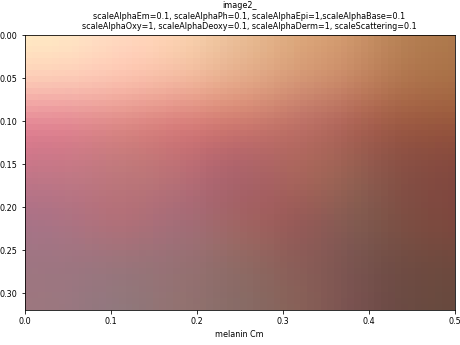 image2_
scaleAlphaEm=0.1, scaleAlphaPh=0.1, scaleAlphaEpi=1,scaleAlphaBase=0.1
scaleAlphaOxy=1, scaleAlphaDeoxy=0.1, scaleAlphaDerm=1, scaleScattering=0.1
0.00
0.05
0.10
0.15
0.20
0.25
0.30
0.0 0.1 0.2 0.3 0.4 0.5
melanin Cm